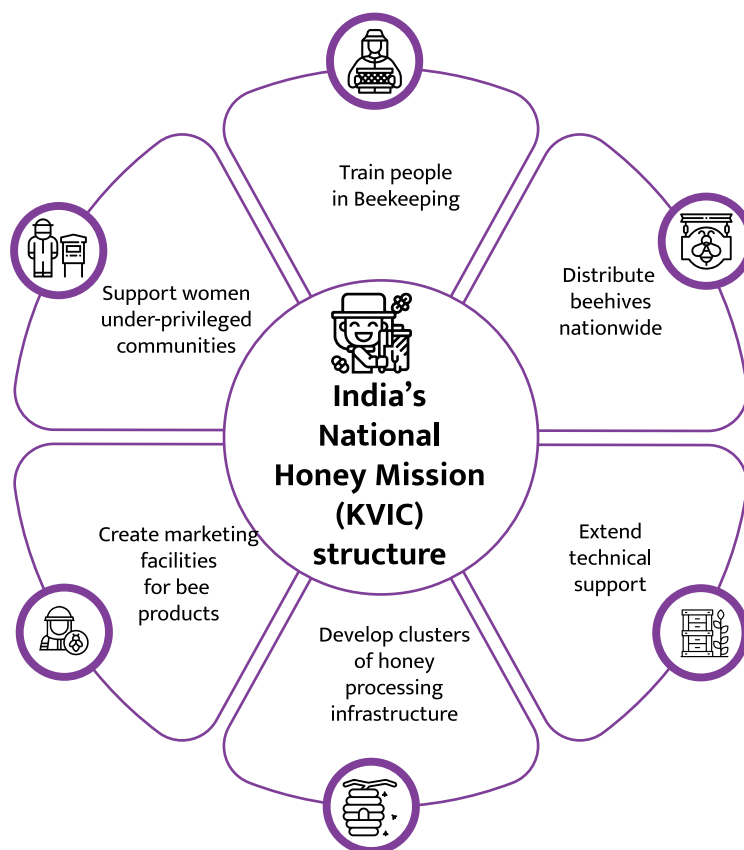 Train people
in Beekeeping
Distribute
beehives
nationwide
Extend
technical
support
Develop clusters
of honey
processing
infrastructure
Create marketing
facilities
for bee
products
Support women
under-privileged
communities
India’s
National
Honey Mission
(KVIC)
structure